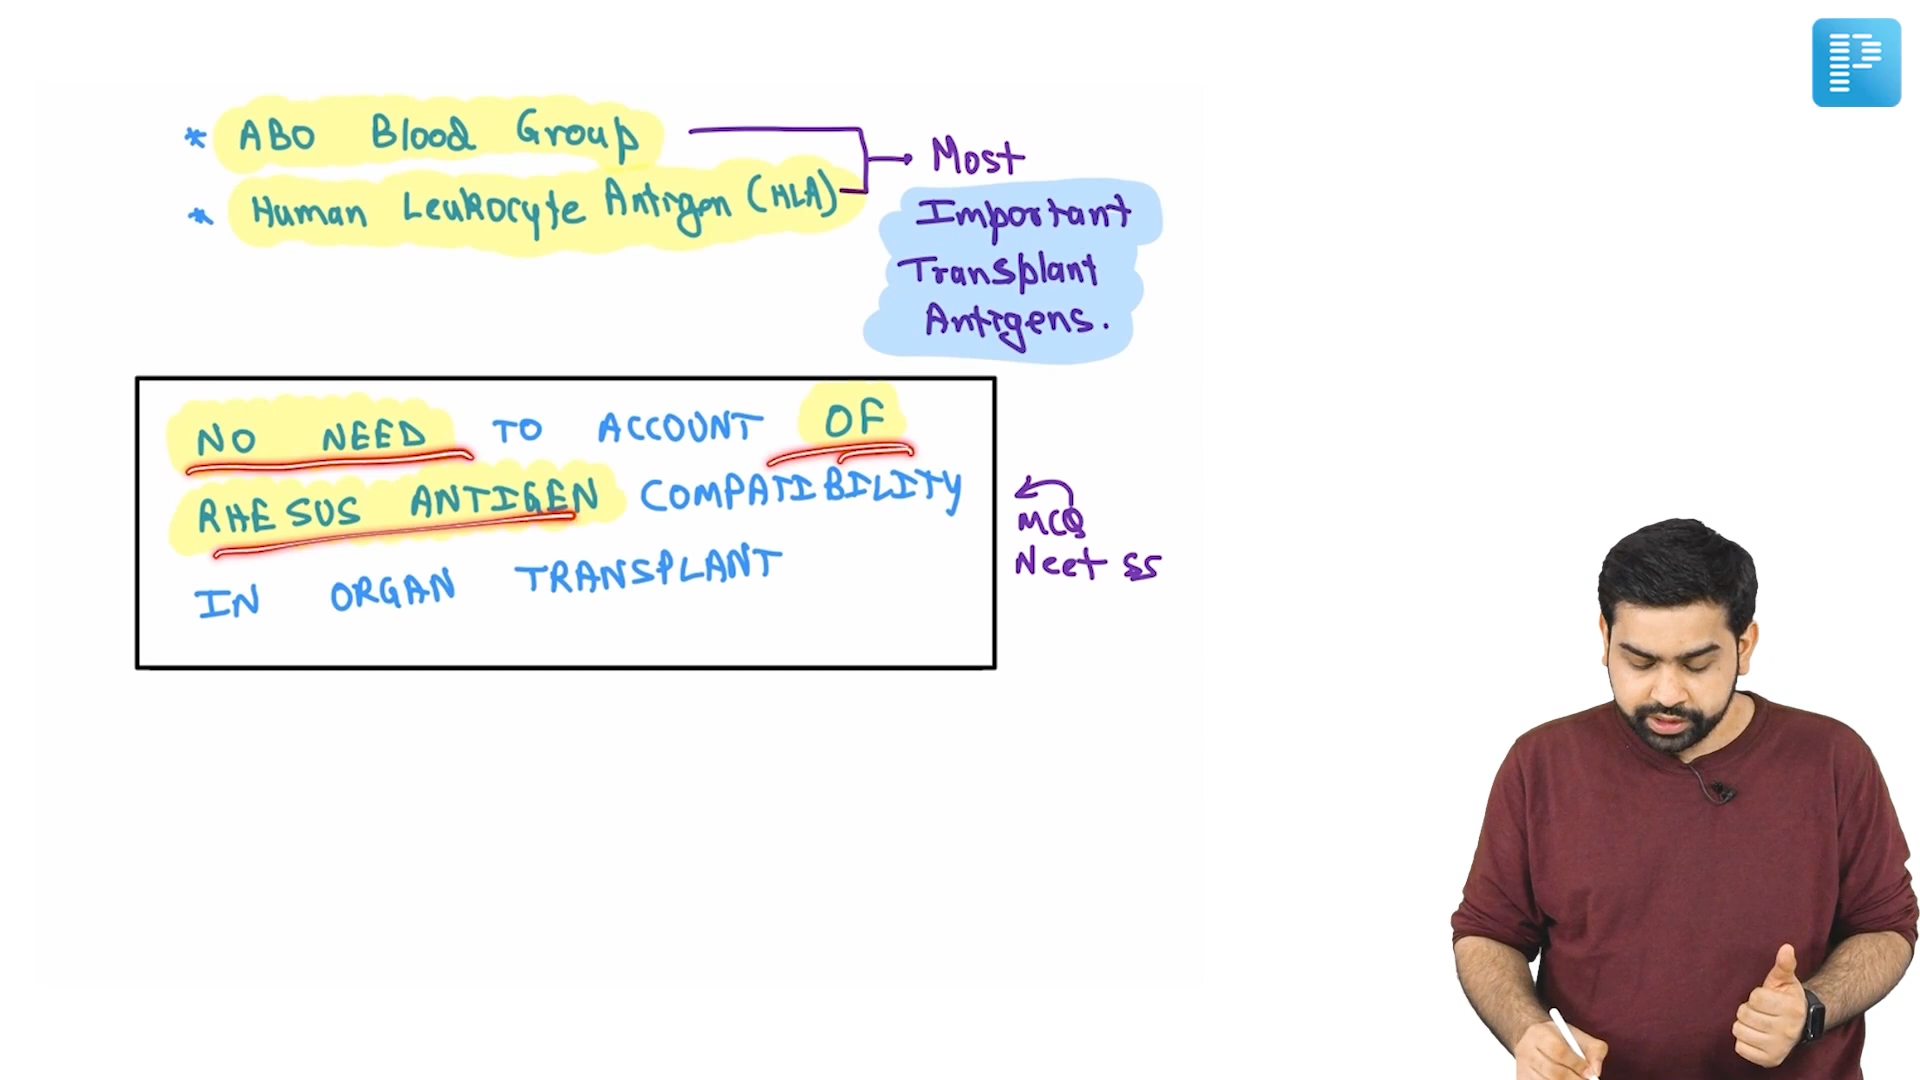 * ABO Blood Group
* Human Leukocyte Antigen (HLA)
Most
Important
Transplant
Antigens.
NO NEED TO ACCOUNT OF
RHESUS ANTIGEN COMPATIBILITY
IN ORGAN TRANSPLANT
MCQ
Neet SS